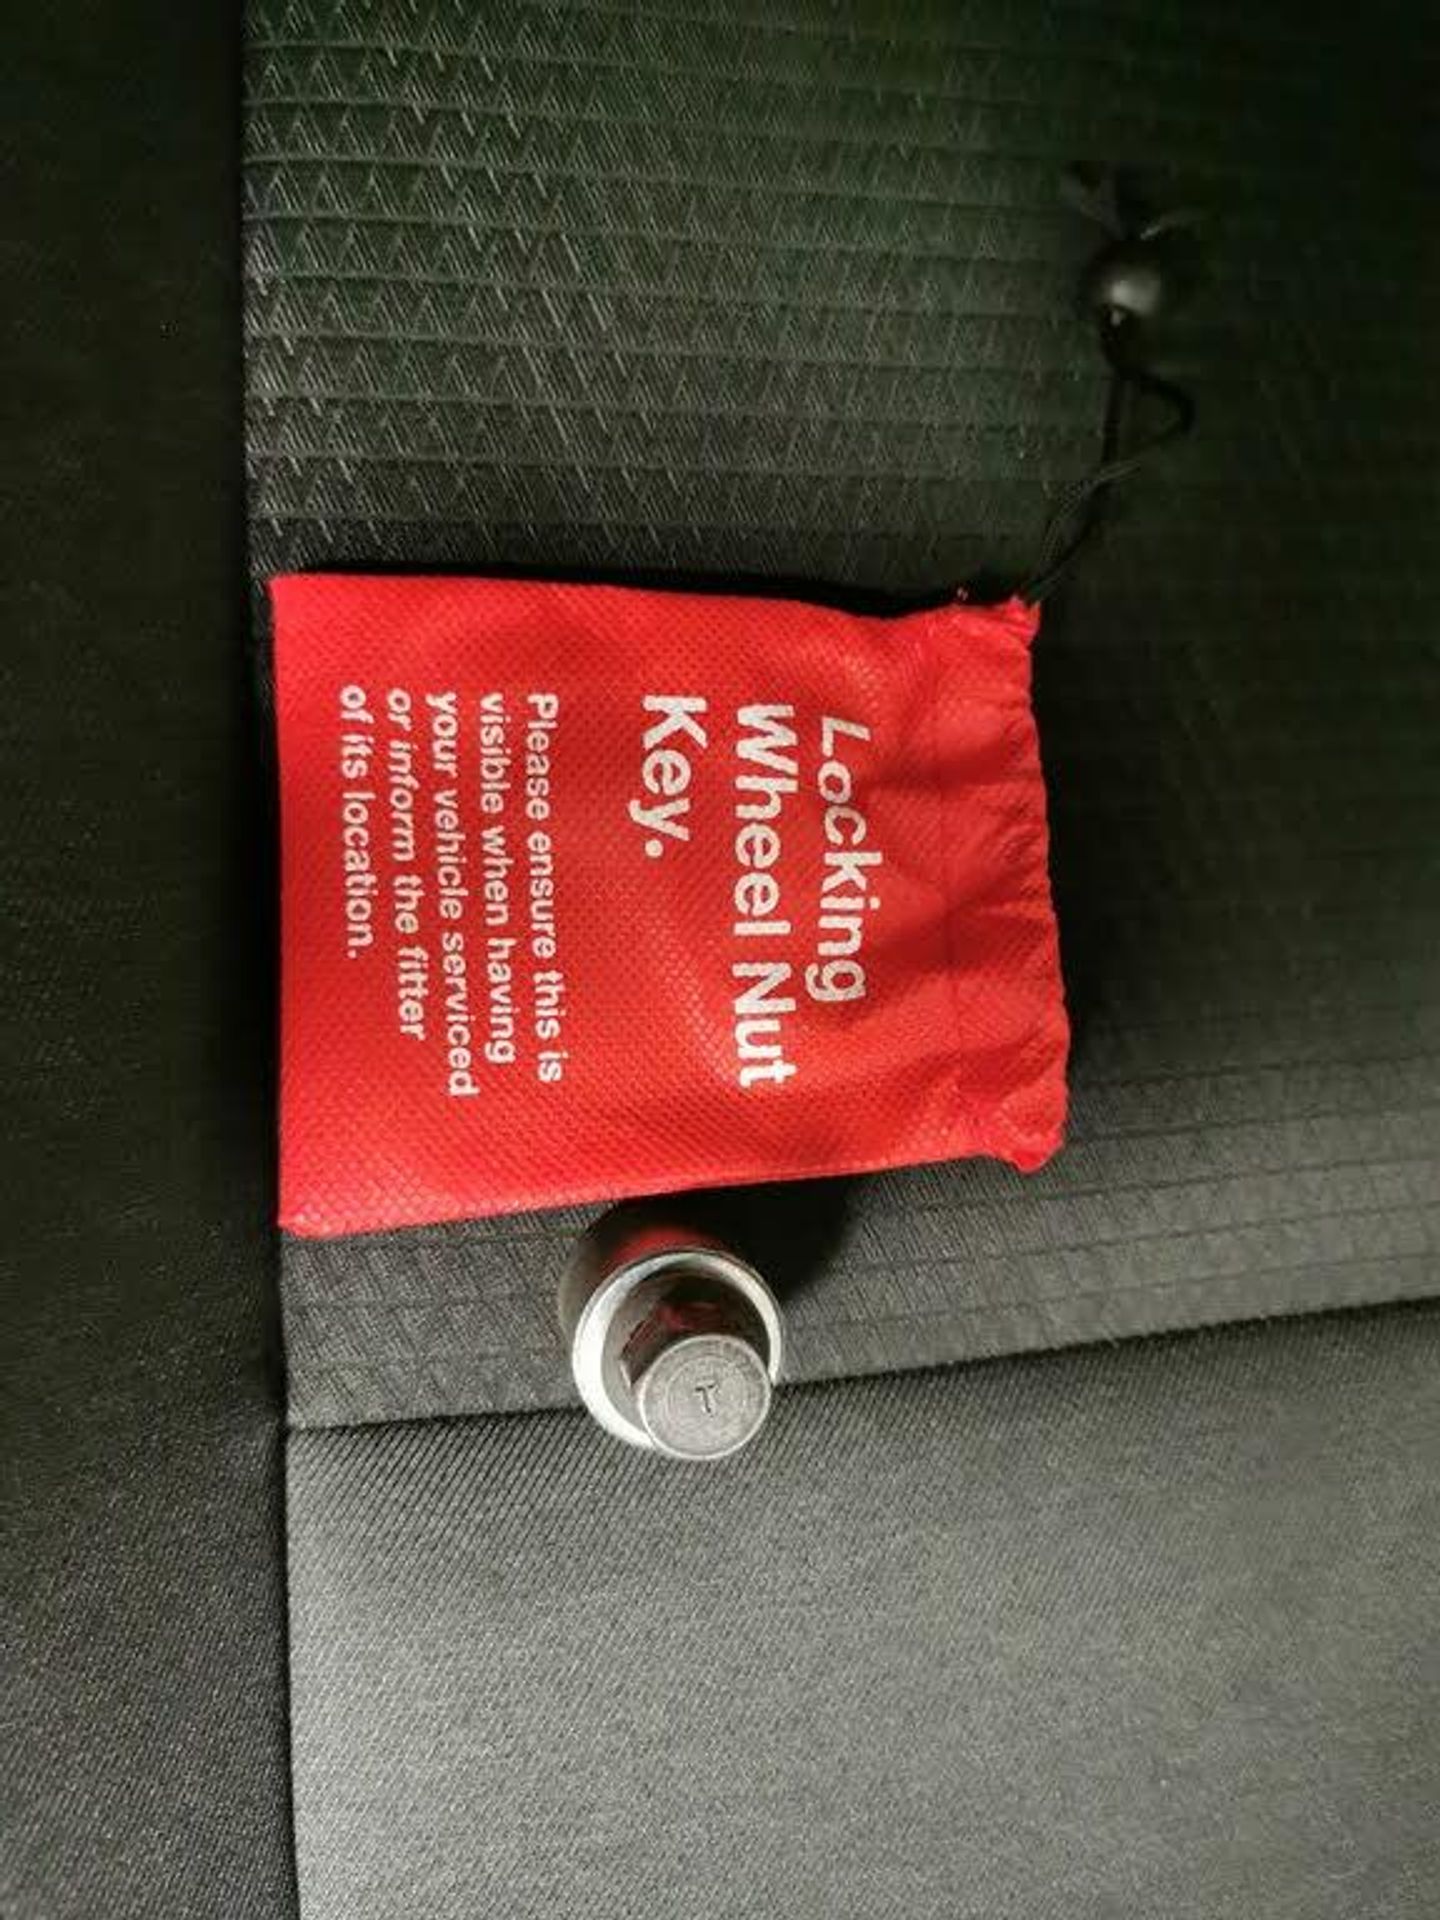 Locking
Wheel Nut
Key.
Please ensure this is
visible when having
your vehicle serviced
or inform the fitter
of its location.
T